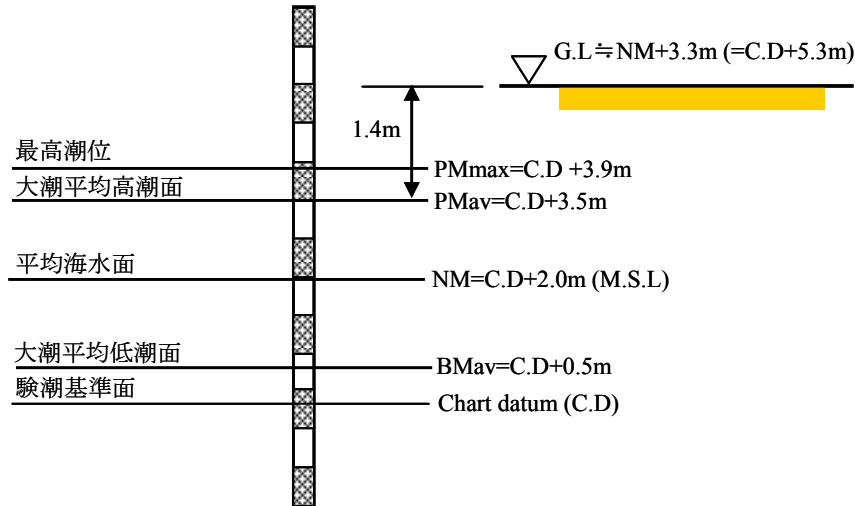 G.L≒NM+3.3m (=C.D+5.3m)
1.4m
最高潮位
PMmax=C.D +3.9m
大潮平均高潮面
PMav=C.D+3.5m
平均海水面
NM=C.D+2.0m (M.S.L)
大潮平均低潮面
BMav=C.D+0.5m
験潮基準面
Chart datum (C.D)